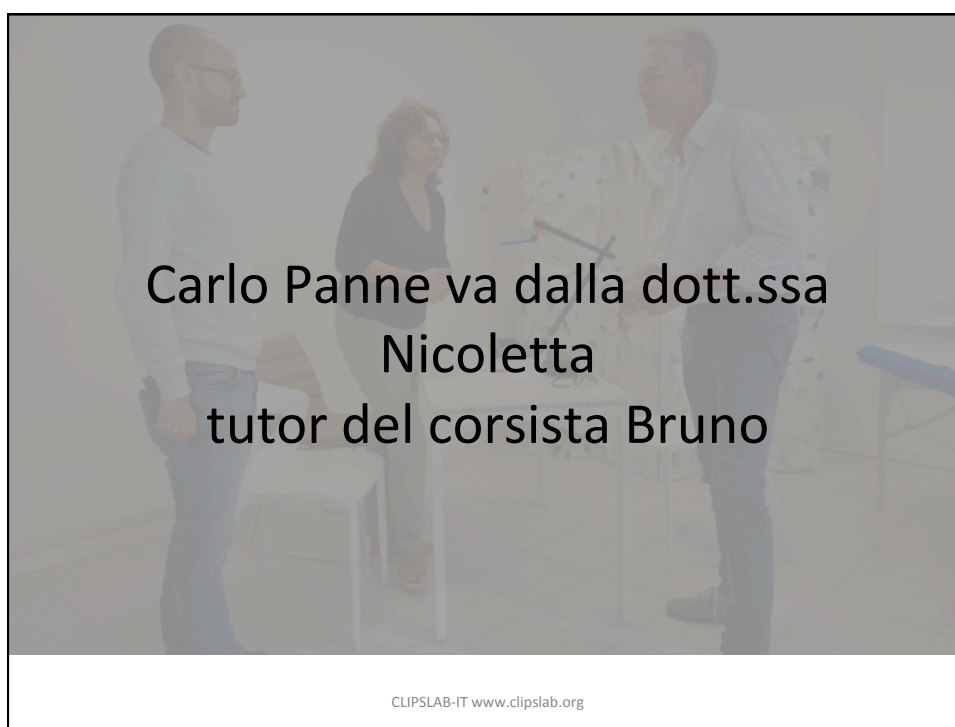 Carlo Panne va dalla dott.ssa
Nicoletta
tutor del corsista Bruno
CLIPSLAB-IT www.clipslab.org